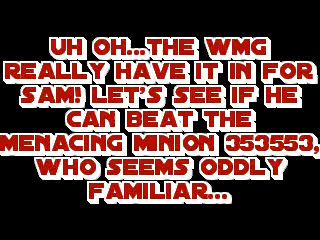 UH OH...THE WMG
REALLY HAVE IT IN FOR
SAM! LET'S SEE IF HE
CAN BEAT THE
MENACING MINION 353553,
WHO SEEMS ODDLY
FAMILIAR...